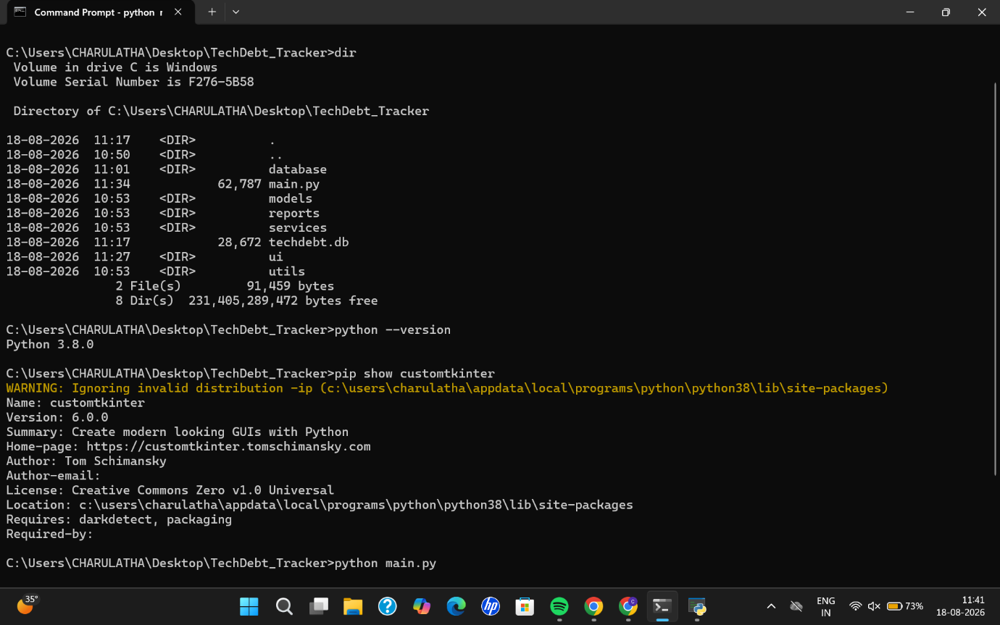 Command Prompt - python
C:\Users\CHARULATHA\Desktop\TechDebt_Tracker>dir
Volume in drive C is Windows
Volume Serial Number is F276-5B58
Directory of C:\Users\CHARULATHA\Desktop\TechDebt_Tracker
18-08-2026  11:17    <DIR>          .
18-08-2026  10:50    <DIR>          ..
18-08-2026  11:01    <DIR>          database
18-08-2026  11:34            62,787 main.py
18-08-2026  10:53    <DIR>          models
18-08-2026  10:53    <DIR>          reports
18-08-2026  10:53    <DIR>          services
18-08-2026  11:17            28,672 techdebt.db
18-08-2026  11:27    <DIR>          ui
18-08-2026  10:53    <DIR>          utils
2 File(s)         91,459 bytes
8 Dir(s)  231,405,289,472 bytes free
C:\Users\CHARULATHA\Desktop\TechDebt_Tracker>python --version
Python 3.8.0
C:\Users\CHARULATHA\Desktop\TechDebt_Tracker>pip show customtkinter
WARNING: Ignoring invalid distribution -ip (c:\users\charulatha\appdata\local\programs\python\python38\lib\site-packages)
Name: customtkinter
Version: 6.0.0
Summary: Create modern looking GUIs with Python
Home-page: https://customtkinter.tomschimansky.com
Author: Tom Schimansky
Author-email:
License: Creative Commons Zero v1.0 Universal
Location: c:\users\charulatha\appdata\local\programs\python\python38\lib\site-packages
Requires: darkdetect, packaging
Required-by:
C:\Users\CHARULATHA\Desktop\TechDebt_Tracker>python main.py
35°
hp
C
ENG
IN
73%
11:41
18-08-2026